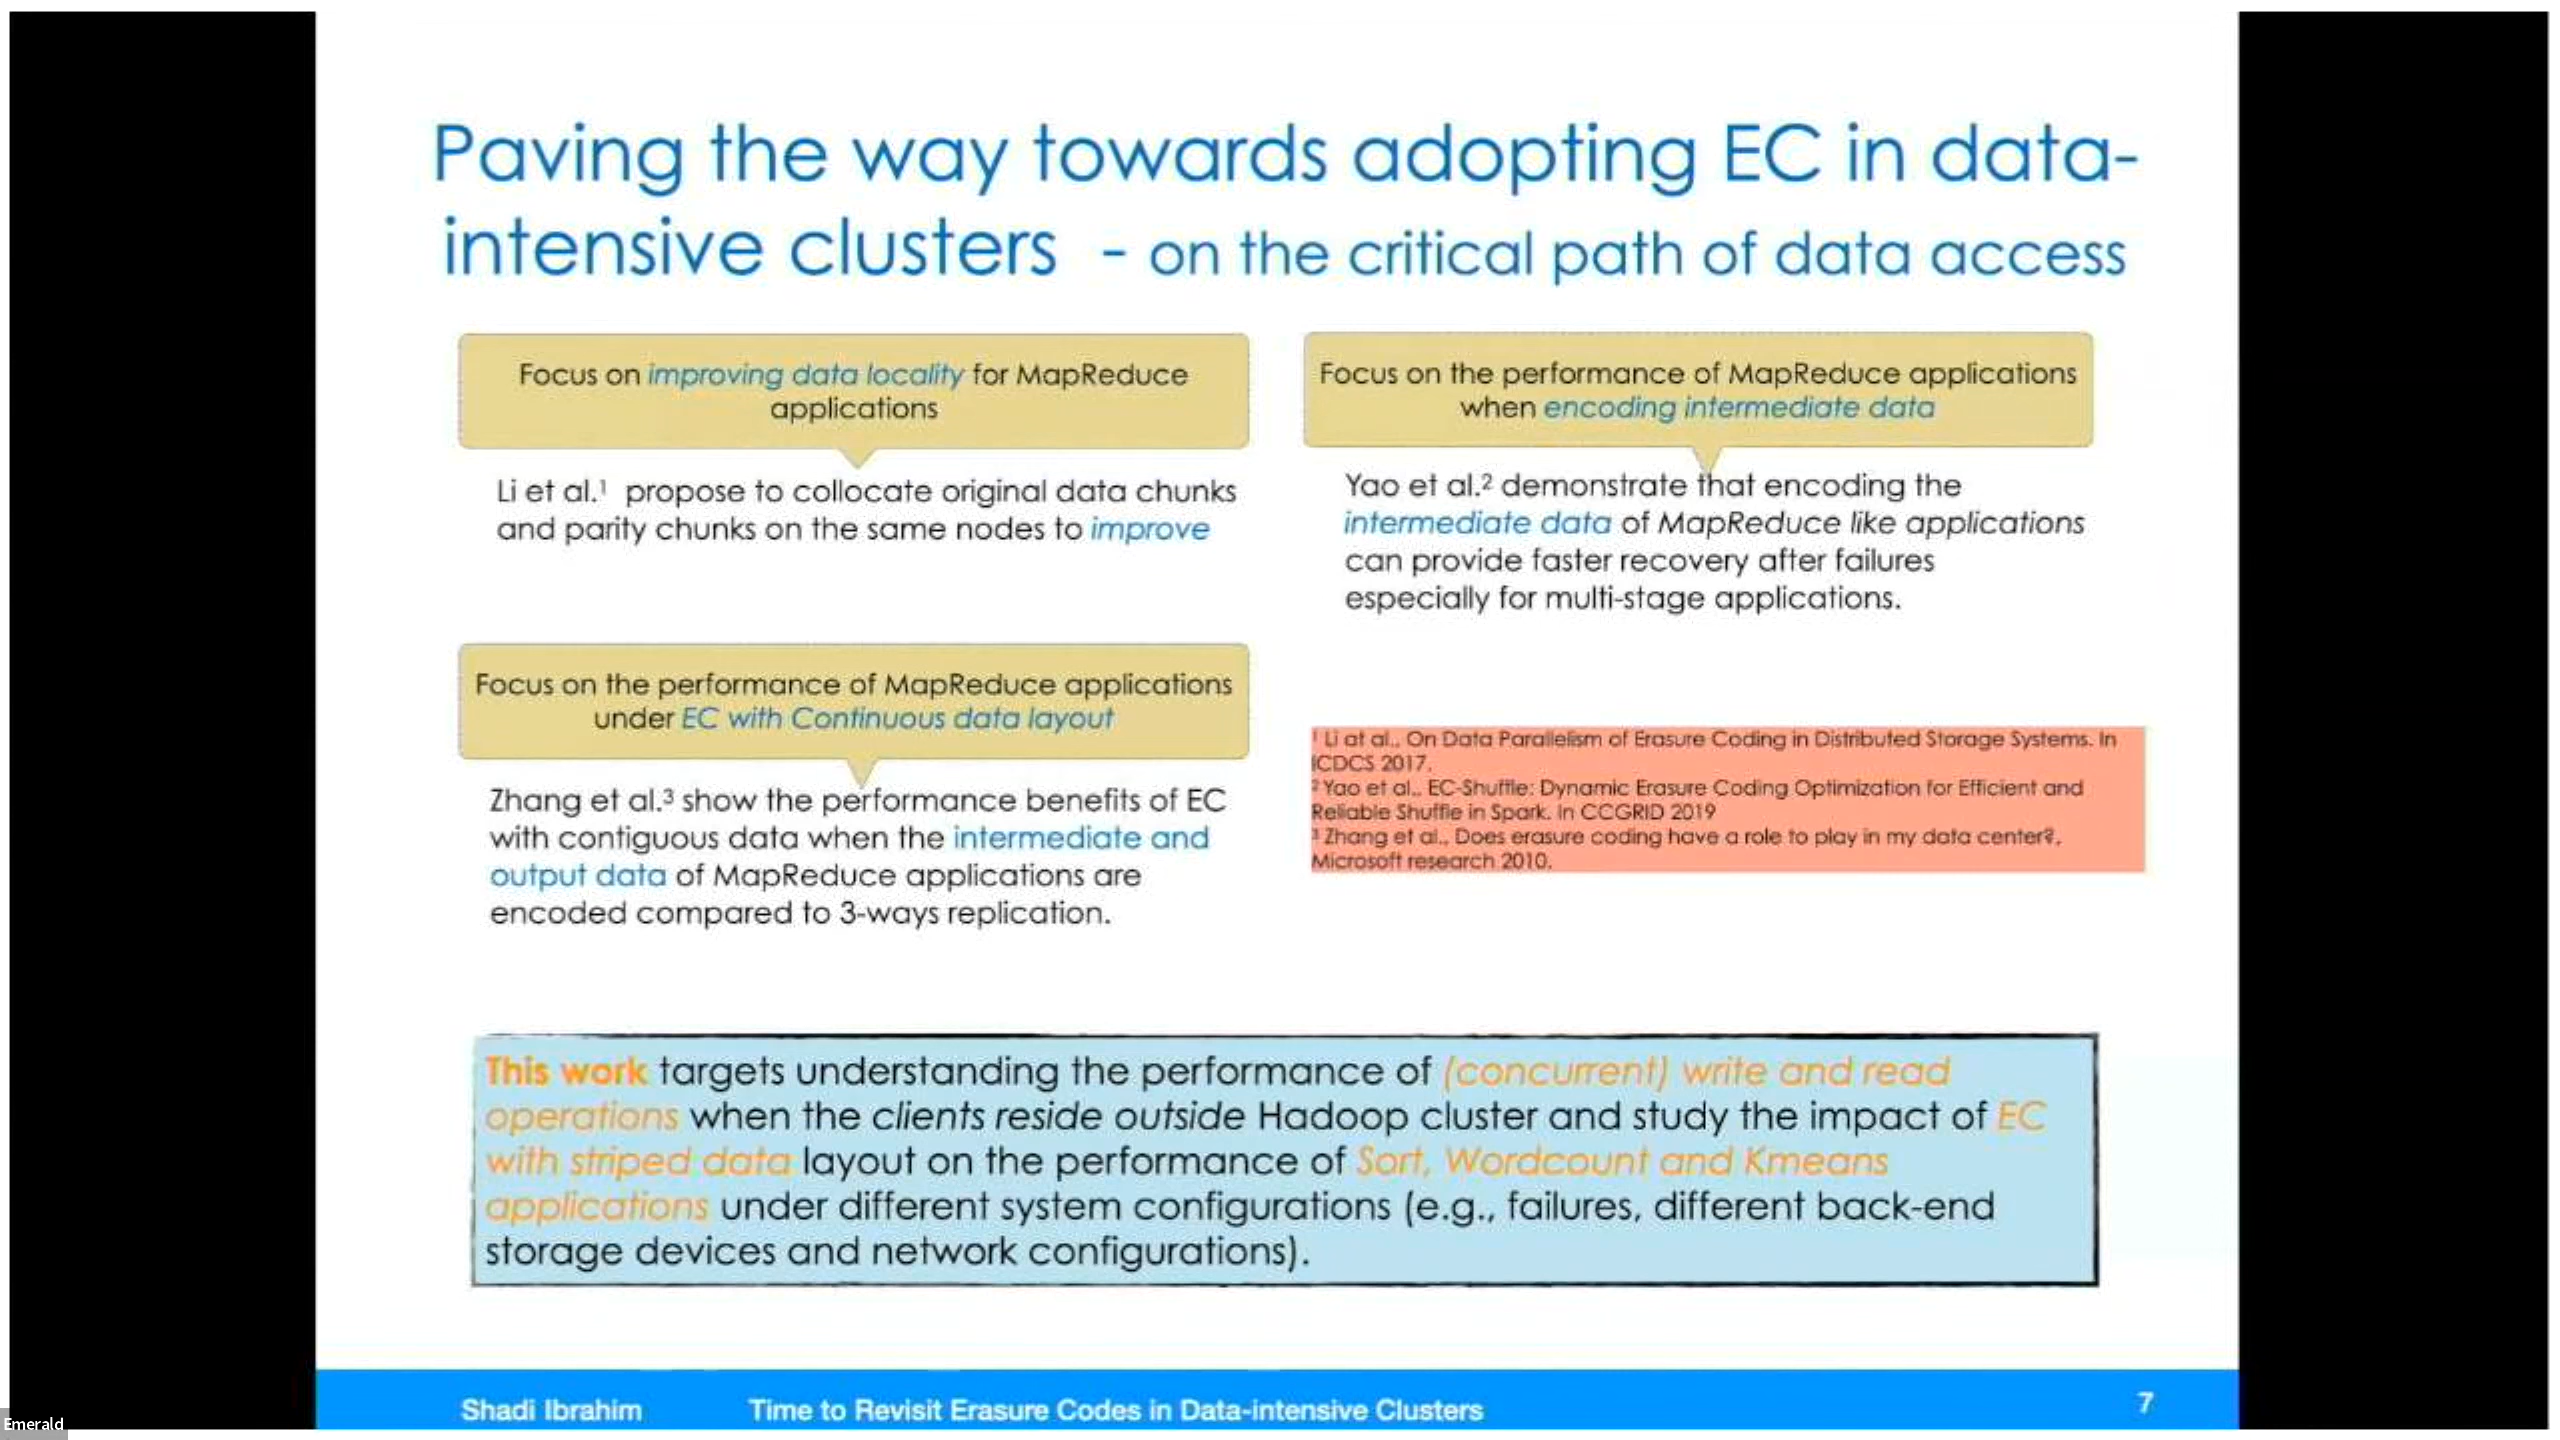 Paving the way towards adopting EC in data-
intensive clusters - on the critical path of data access
Focus on improving data locality for MapReduce
applications
Li et al.¹ propose to collocate original data chunks
and parity chunks on the same nodes to improve
Focus on the performance of MapReduce applications
when encoding intermediate data
Yao et al.² demonstrate that encoding the
intermediate data of MapReduce like applications
can provide faster recovery after failures
especially for multi-stage applications.
Focus on the performance of MapReduce applications
under EC with Continuous data layout
Zhang et al.³ show the performance benefits of EC
with contiguous data when the intermediate and
output data of MapReduce applications are
encoded compared to 3-ways replication.
¹ Li at al., On Data Parallelism of Erasure Coding in Distributed Storage Systems. In
ICDCS 2017.
² Yao et al., EC-Shuffle: Dynamic Erasure Coding Optimization for Efficient and
Reliable Shuffle in Spark. In CCGRID 2019
³ Zhang et al., Does erasure coding have a role to play in my data center?,
Microsoft research 2010.
This work targets understanding the performance of (concurrent) write and read
operations when the clients reside outside Hadoop cluster and study the impact of EC
with striped data layout on the performance of Sort, Wordcount and Kmeans
applications under different system configurations (e.g., failures, different back-end
storage devices and network configurations).
Shadi Ibrahim
Time to Revisit Erasure Codes in Data-intensive Clusters
7
Emerald